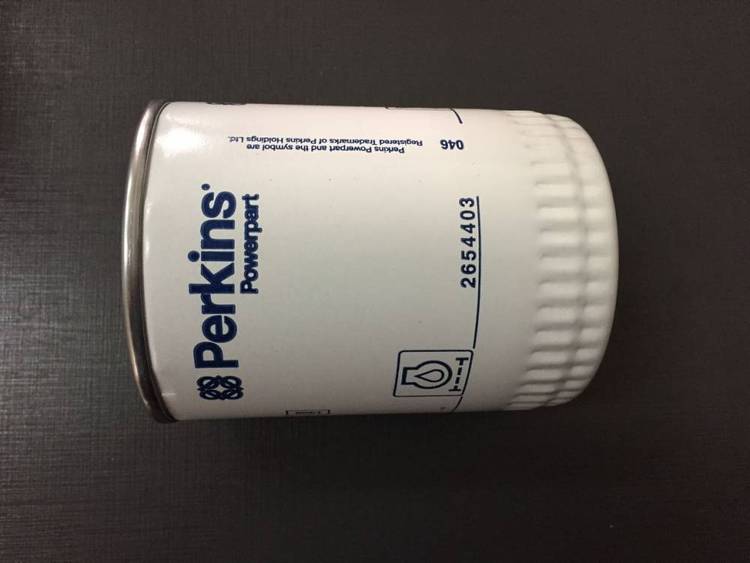 Perkins
Powerpart
2654403
Perkins Powerpart and the symbol are
Registered Trademarks of Perkins Holdings Ltd.
046